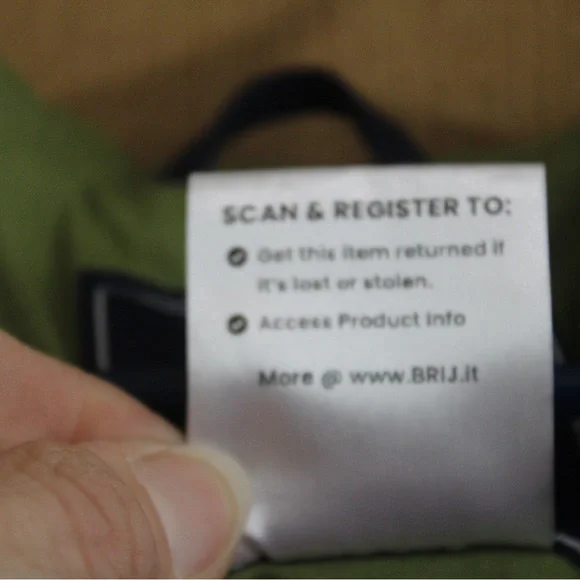 SCAN & REGISTER TO:
Get this item returned if
it's lost or stolen.
Access Product Info
More @ www.BRIJ.it